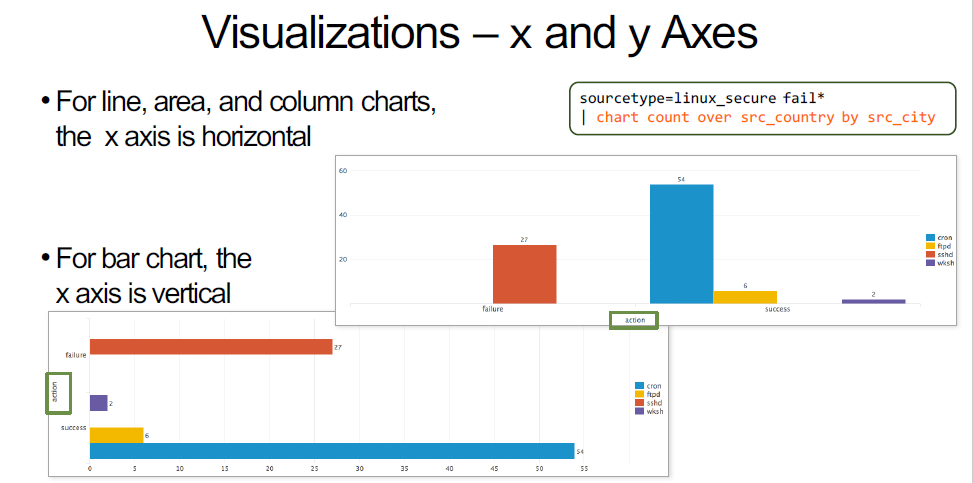 Visualizations – x and y Axes
• For line, area, and column charts,
the x axis is horizontal
sourcetype=linux_secure fail*
| chart count over src_country by src_city
60
40
20
27
54
6
2
failure
success
action
cron
ftpd
sshd
wksh
• For bar chart, the
x axis is vertical
action
failure
success
27
2
6
54
0
5
10
15
20
25
30
35
40
45
50
55
cron
ftpd
sshd
wksh